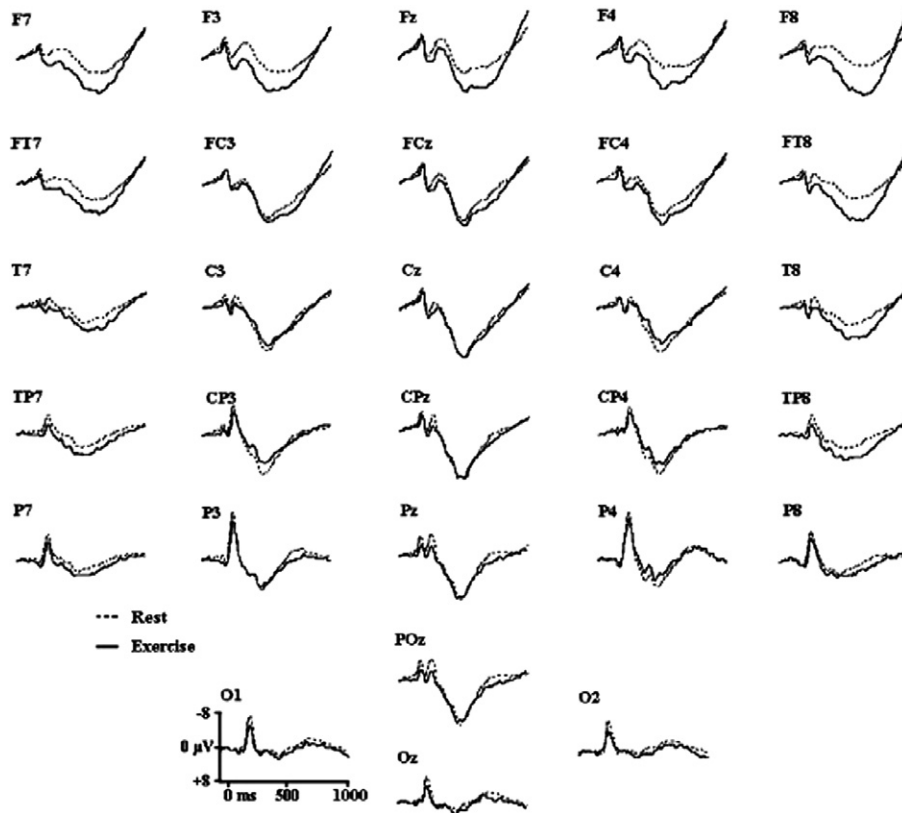 F7 F3 Fz F4 F8
FT7 FC3 FCz FC4 FT8
T7 C3 Cz C4 T8
TP7 CP3 CPz CP4 TP8
P7 P3 Pz P4 P8
Rest
Exercise
POz
O1 O2
-8
0 µV
Oz
+8
0 ms 500 1000